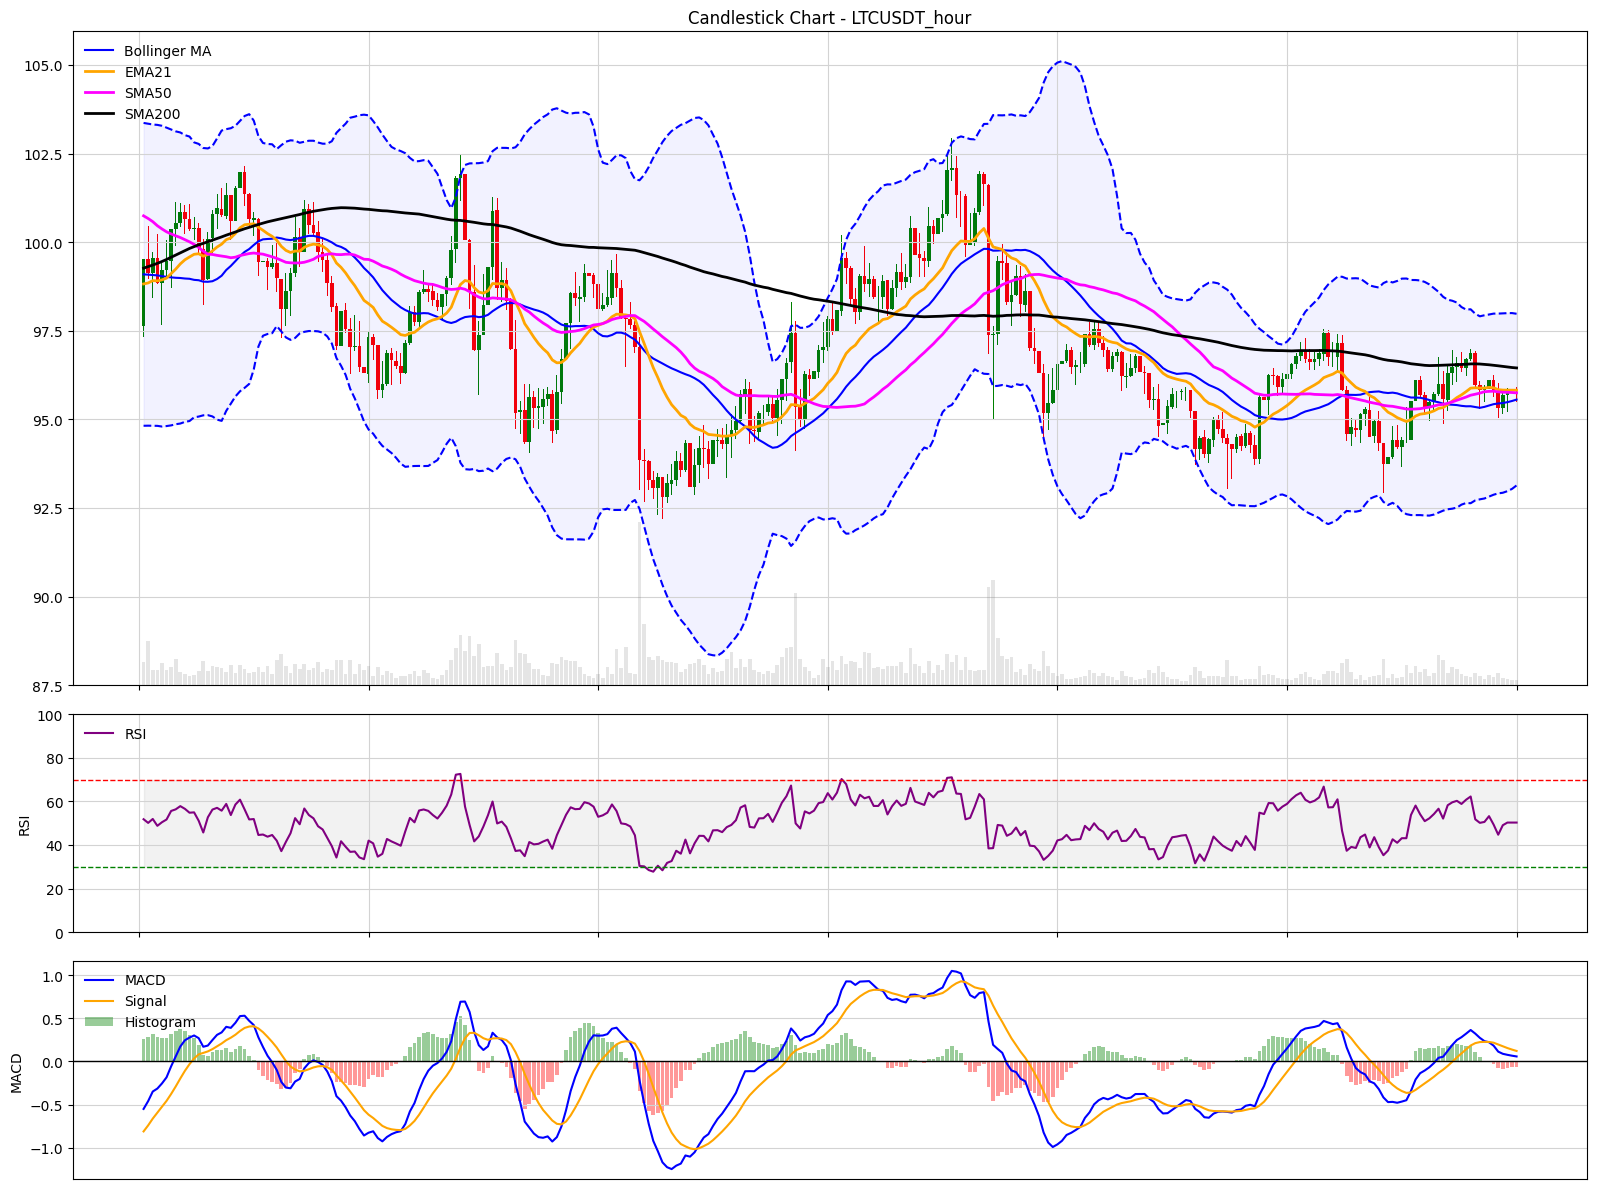 Candlestick Chart - LTCUSDT_hour
Bollinger MA
EMA21
SMA50
SMA200
105.0
102.5
100.0
97.5
95.0
92.5
90.0
87.5
RSI
100
80
60
40
20
0
RSI
MACD
Signal
Histogram
1.0
0.5
0.0
−0.5
−1.0
MACD